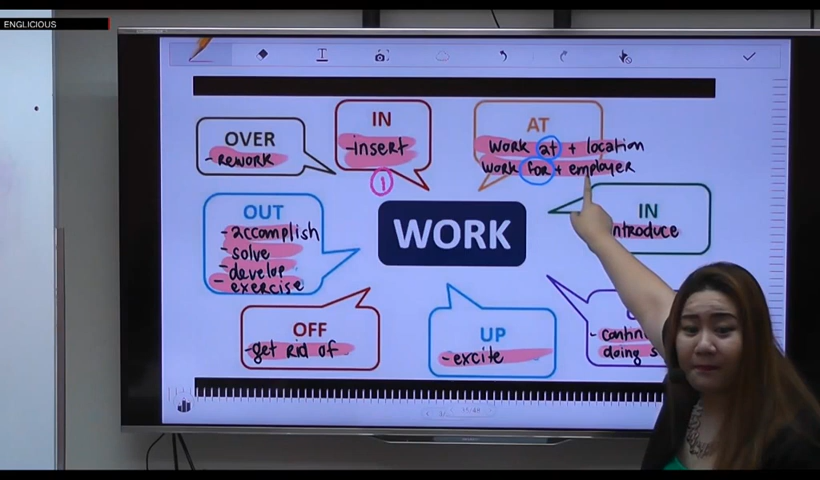 ENGLICIOUS
T
OVER
-REWORK
IN
-insert
1
AT
WORK at + location
WORK for + employer
OUT
-accomplish
-solve
-develop
-exercise
WORK
IN
OFF
-get rid of
UP
-excite
doing